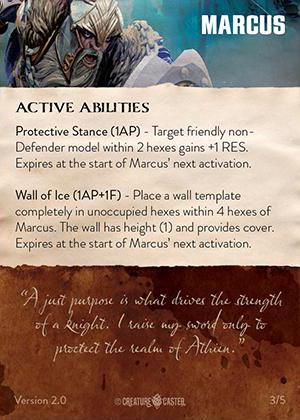 MARCUS
ACTIVE ABILITIES
Protective Stance (1AP) - Target friendly non-
Defender model within 2 hexes gains +1 RES.
Expires at the start of Marcus' next activation.
Wall of Ice (1AP+1F) - Place a wall template
completely in unoccupied hexes within 4 hexes of
Marcus. The wall has height (1) and provides cover.
Expires at the start of Marcus' next activation.
"A just purpose is what drives the strength
of a knight. I raise my sword only to
proctect the realm of Athien."
Version 2.0
© CREATURE CASTER
3/5